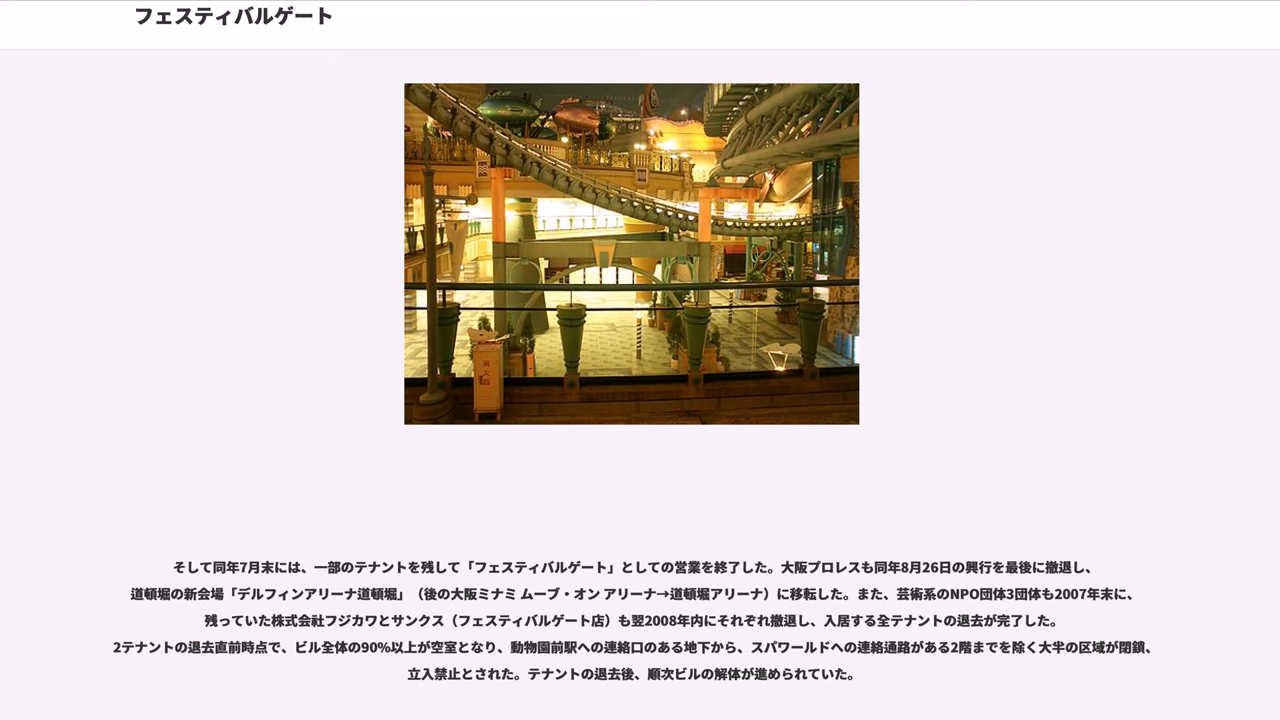 フェスティバルゲート
消火器
そして同年7月末には、一部のテナントを残して「フェスティバルゲート」としての営業を終了した。大阪プロレスも同年8月26日の興行を最後に撤退し、
道頓堀の新会場「デルフィンアリーナ道頓堀」（後の大阪ミナミ ムーブ・オン アリーナ→道頓堀アリーナ）に移転した。また、芸術系のNPO団体3団体も2007年末に、
残っていた株式会社フジカワとサンクス（フェスティバルゲート店）も翌2008年内にそれぞれ撤退し、入居する全テナントの退去が完了した。
2テナントの退去直前時点で、ビル全体の90%以上が空室となり、動物園前駅への連絡口のある地下から、スパワールドへの連絡通路がある2階までを除く大半の区域が閉鎖、
立入禁止とされた。テナントの退去後、順次ビルの解体が進められていた。